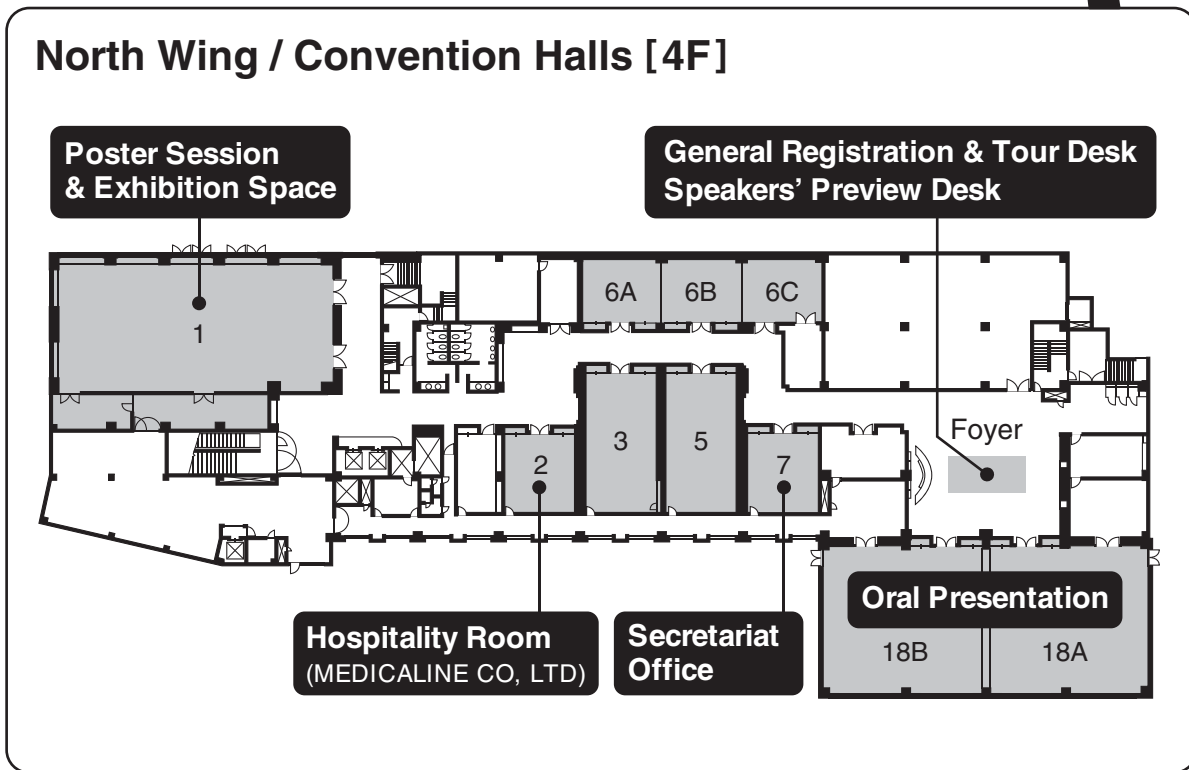 North Wing / Convention Halls [4F]
Poster Session
& Exhibition Space
General Registration & Tour Desk
Speakers’ Preview Desk
6A
6B
6C
1
3
5
Foyer
2
7
Oral Presentation
Hospitality Room
(MEDICALINE CO, LTD)
Secretariat
Office
18B
18A